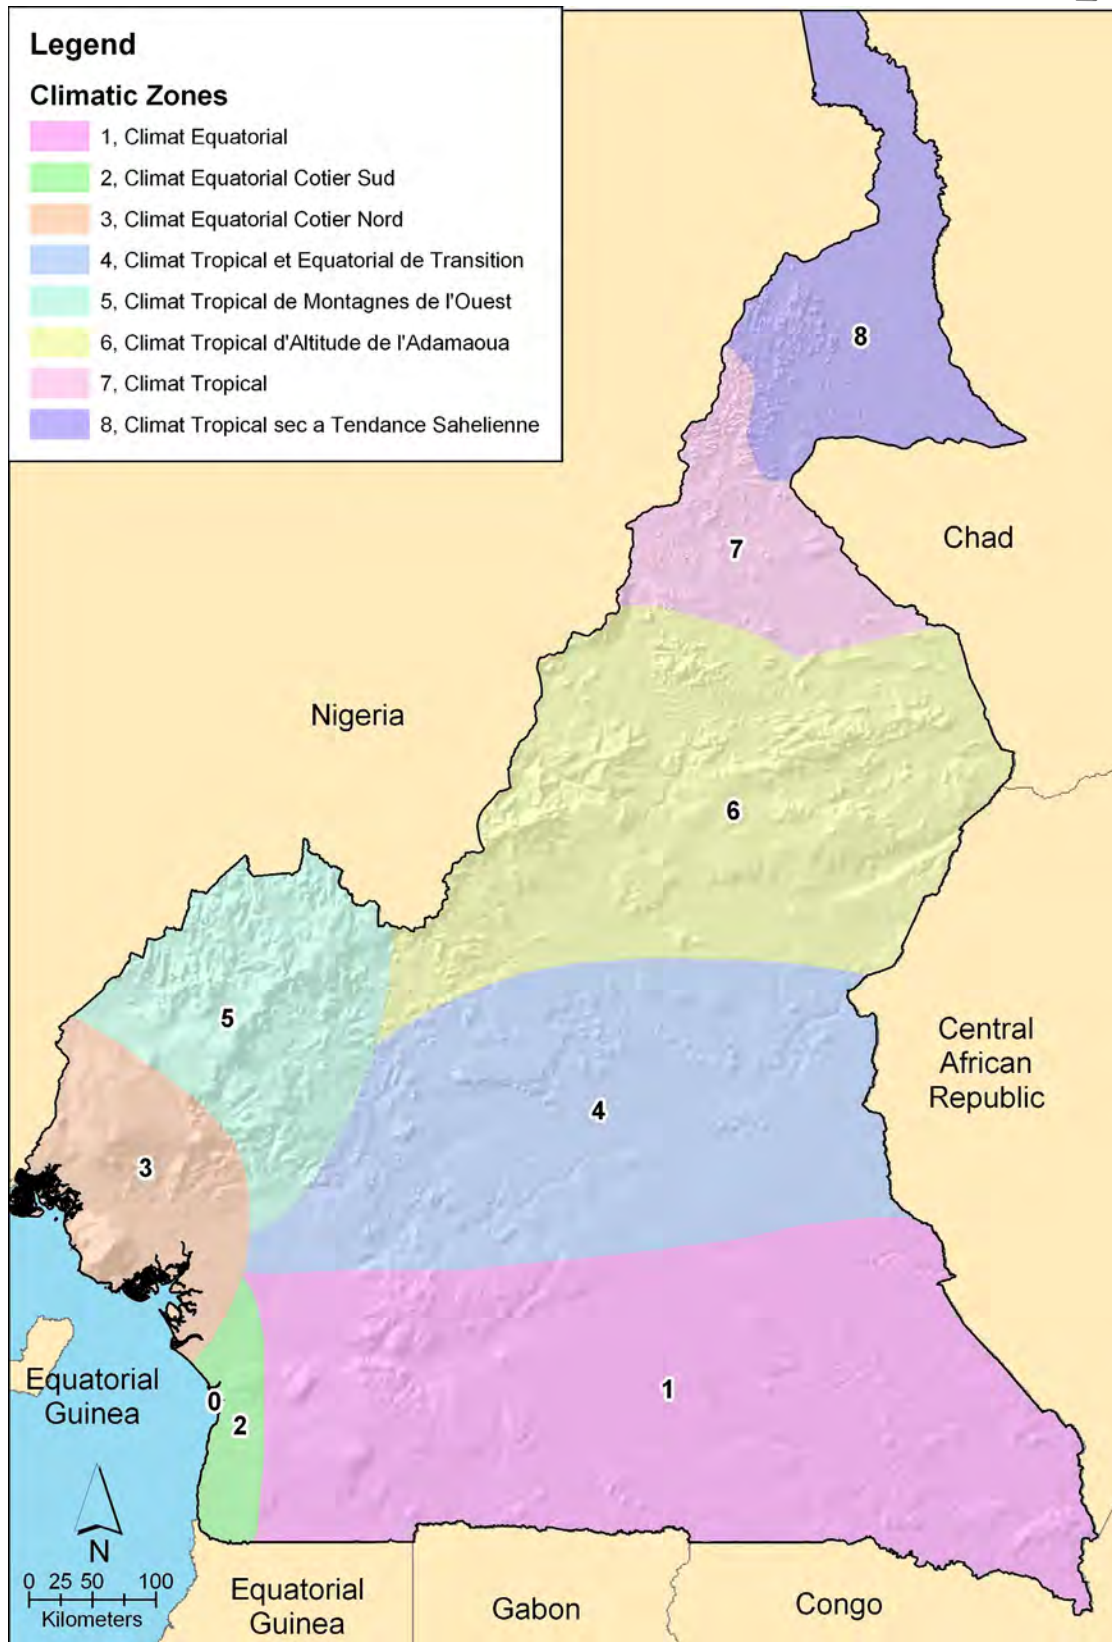 Legend
Climatic Zones
1, Climat Equatorial
2, Climat Equatorial Cotier Sud
3, Climat Equatorial Cotier Nord
4, Climat Tropical et Equatorial de Transition
5, Climat Tropical de Montagnes de l'Ouest
6, Climat Tropical d'Altitude de l'Adamaoua
7, Climat Tropical
8, Climat Tropical sec a Tendance Sahelienne
8
Chad
7
Nigeria
6
5
Central
African
Republic
4
3
Equatorial
Guinea
0
2
1
N
0 25 50 100
Kilometers
Equatorial
Guinea
Gabon
Congo